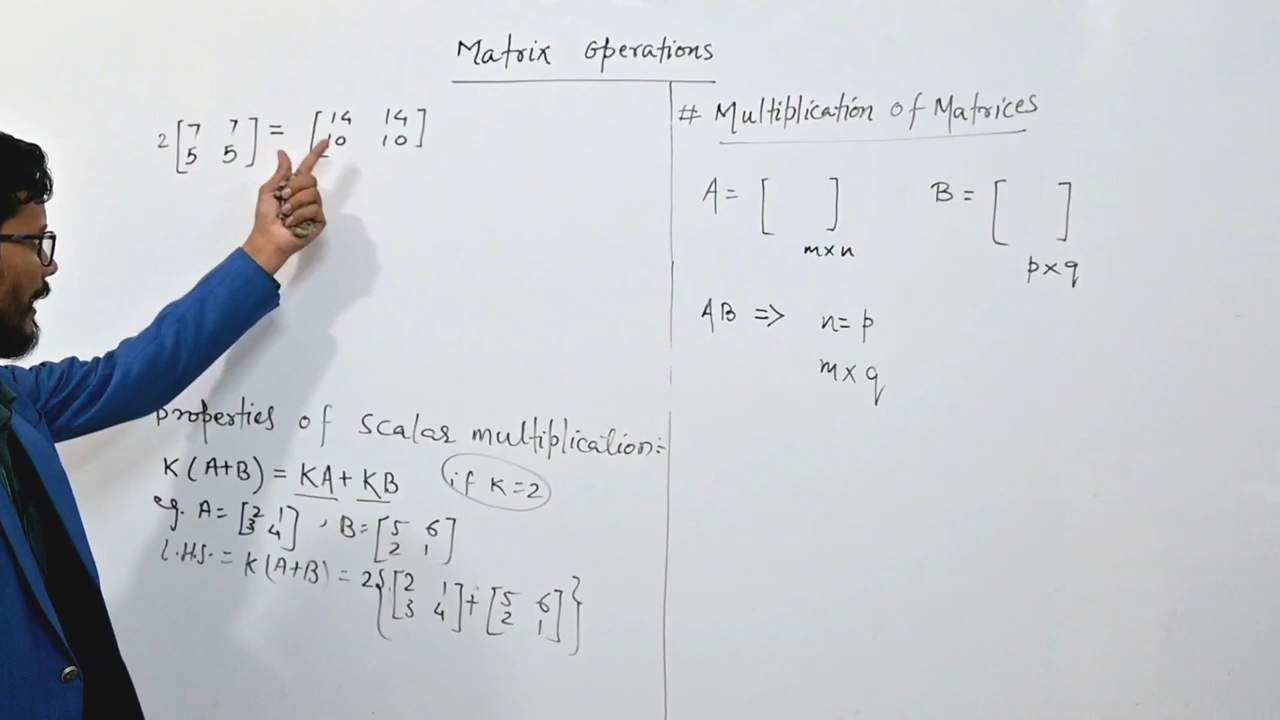 Matrix operations
2 [7 7
5 5] = [14 14
10 10]
properties of scalar multiplication:-
K(A+B) = KA + KB if K=2
eg. A = [2 1
3 4] , B = [5 6
2 1]
L.H.S. = K(A+B) = 2{[2 1
3 4] + [5 6
2 1]}
# Multiplication of Matrices
A = [ ] m×n B = [ ] p×q
AB => n = p
m×q